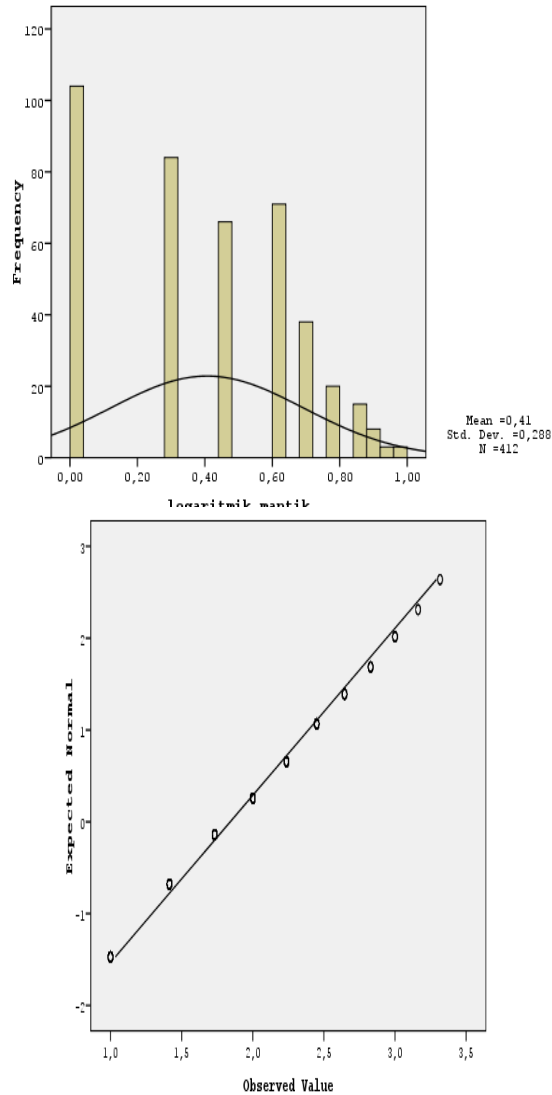 120
100
80
60
40
20
0
Frequency
0,00 0,20 0,40 0,60 0,80 1,00
logaritmik mantik
Mean =0,41
Std. Dev. =0,288
N =412
3
2
1
0
-1
-2
Expected Normal
1,0 1,5 2,0 2,5 3,0 3,5
Observed Value